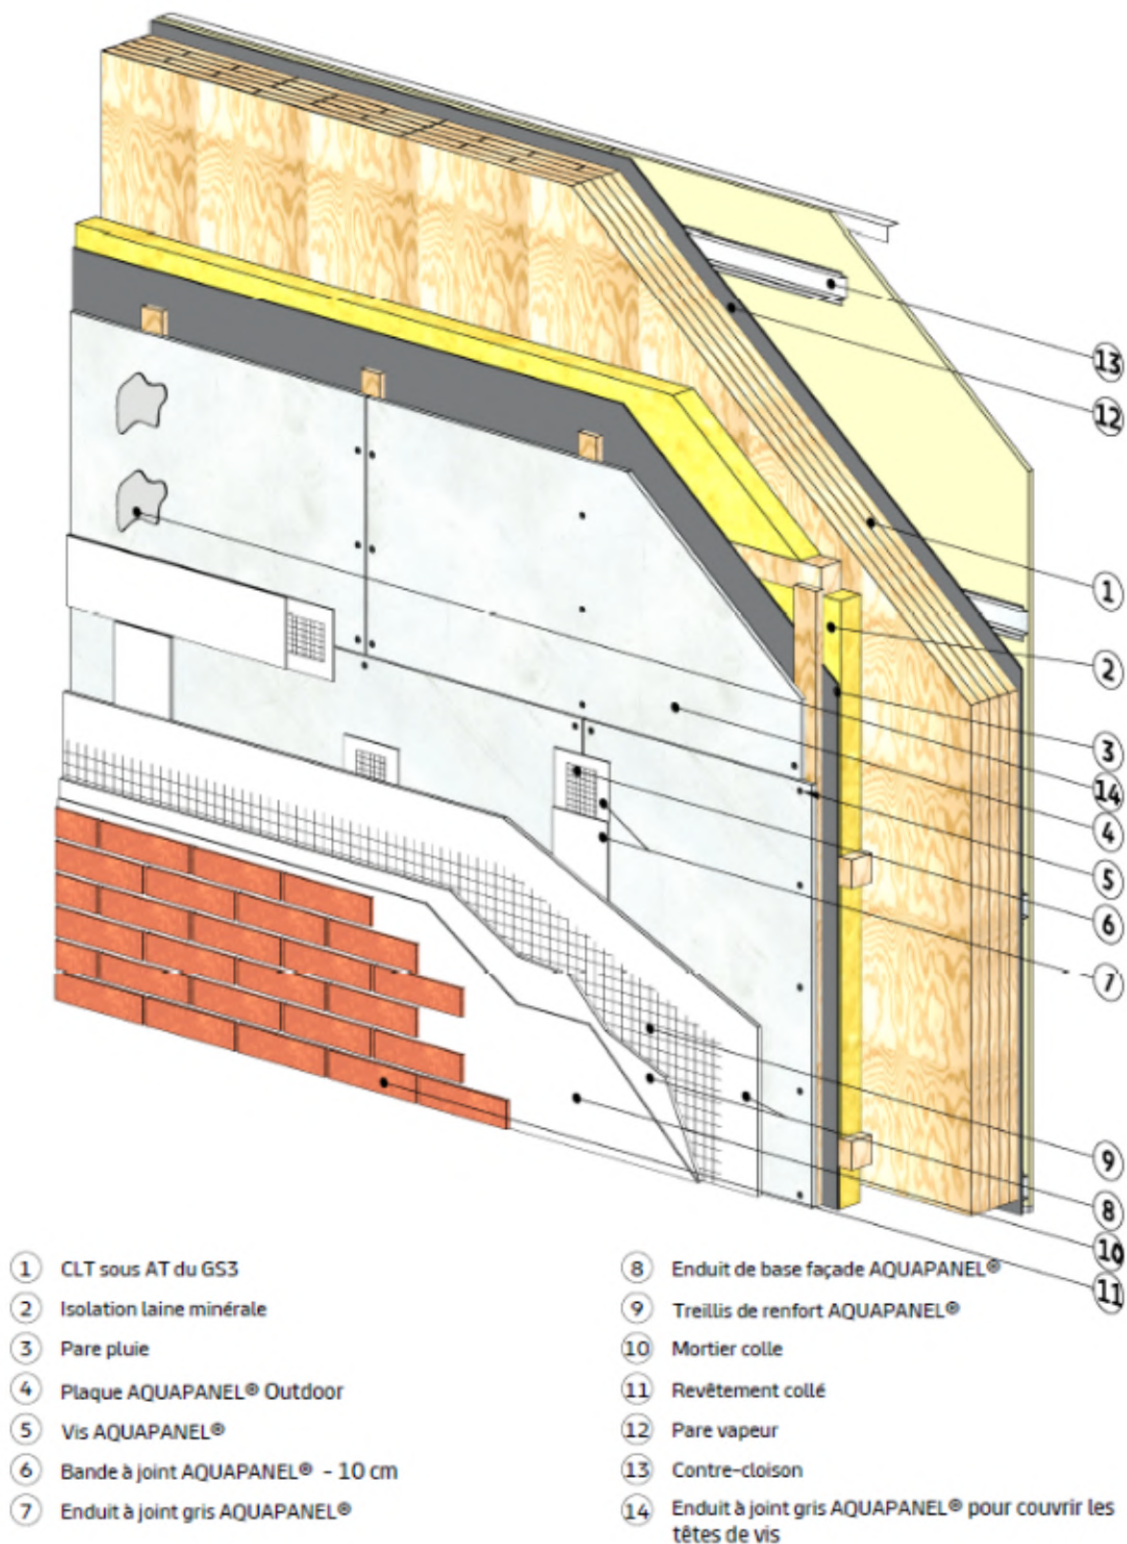 13
12
1
2
3
14
4
5
6
7
9
8
10
11
1 CLT sous AT du GS3
2 Isolation laine minérale
3 Pare pluie
4 Plaque AQUAPANEL® Outdoor
5 Vis AQUAPANEL®
6 Bande à joint AQUAPANEL® - 10 cm
7 Enduit à joint gris AQUAPANEL®
8 Enduit de base façade AQUAPANEL®
9 Treillis de renfort AQUAPANEL®
10 Mortier colle
11 Revêtement collé
12 Pare vapeur
13 Contre-cloison
14 Enduit à joint gris AQUAPANEL® pour couvrir les
têtes de vis